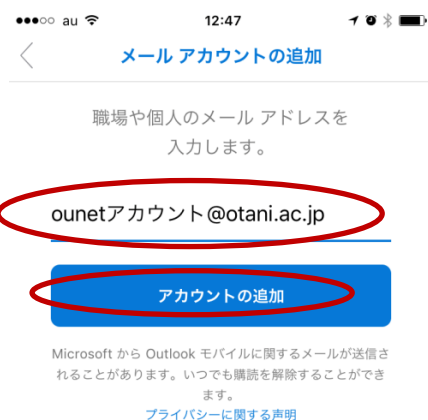 au 12:47
メール アカウントの追加
職場や個人のメール アドレスを
入力します。
ounetアカウント@otani.ac.jp
アカウントの追加
Microsoft から Outlook モバイルに関するメールが送信さ
れることがあります。いつでも購読を解除することができ
ます。
プライバシーに関する声明